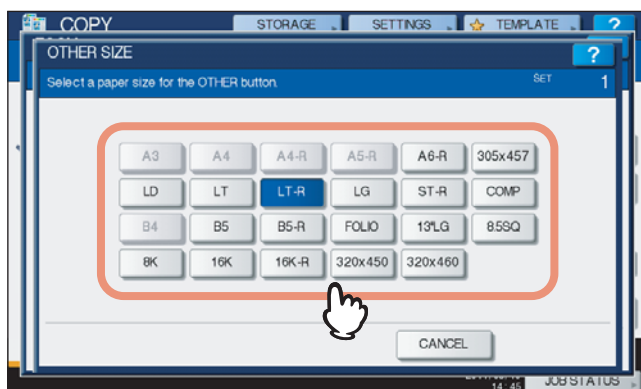 COPY STORAGE SETTINGS TEMPLATE ?
OTHER SIZE ?
Select a paper size for the OTHER button. SET 1
A3 A4 A4-R A5-R A6-R 305x457
LD LT LT-R LG ST-R COMP
B4 B5 B5-R FOLIO 13"LG 8.5SQ
8K 16K 16K-R 320x450 320x460
CANCEL
14:45 JOB STATUS